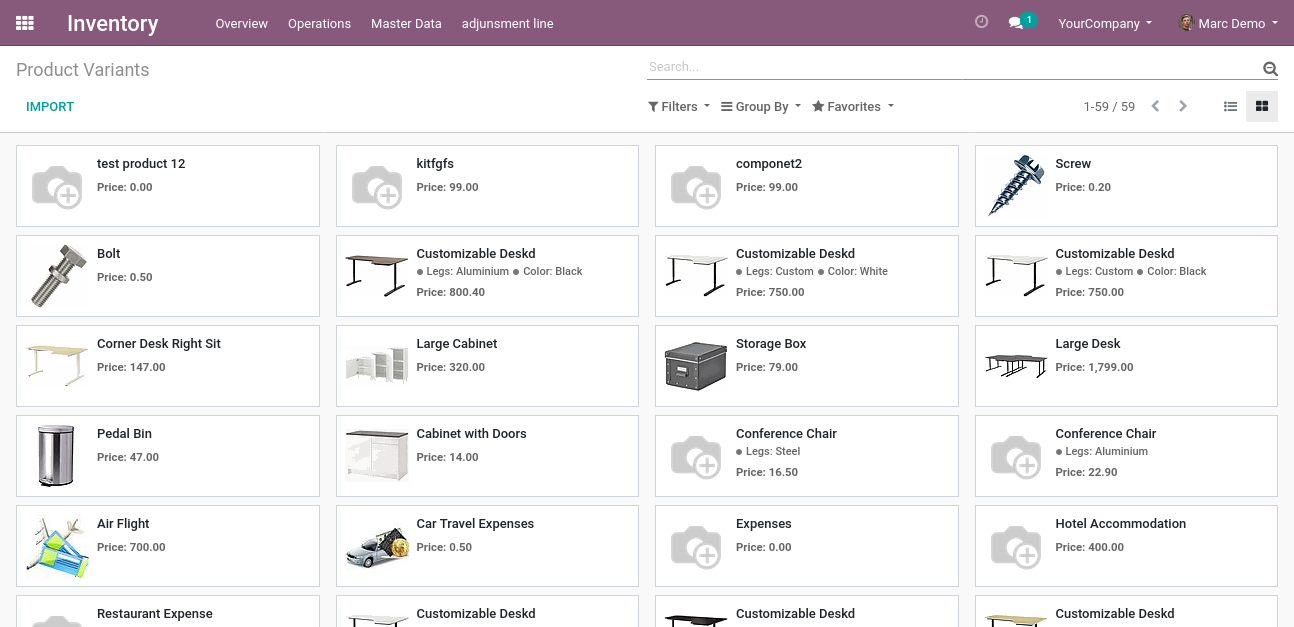 Inventory
Overview Operations Master Data adjunsment line
1 YourCompany Marc Demo
Product Variants
Search...
IMPORT
Filters Group By Favorites
1-59 / 59
test product 12
Price: 0.00
kitfgfs
Price: 99.00
componet2
Price: 99.00
Screw
Price: 0.20
Bolt
Price: 0.50
Customizable Deskd
● Legs: Aluminium ● Color: Black
Price: 800.40
Customizable Deskd
● Legs: Custom ● Color: White
Price: 750.00
Customizable Deskd
● Legs: Custom ● Color: Black
Price: 750.00
Corner Desk Right Sit
Price: 147.00
Large Cabinet
Price: 320.00
Storage Box
Price: 79.00
Large Desk
Price: 1,799.00
Pedal Bin
Price: 47.00
Cabinet with Doors
Price: 14.00
Conference Chair
● Legs: Steel
Price: 16.50
Conference Chair
● Legs: Aluminium
Price: 22.90
Air Flight
Price: 700.00
Car Travel Expenses
Price: 0.50
Expenses
Price: 0.00
Hotel Accommodation
Price: 400.00
Restaurant Expense
Customizable Deskd
Customizable Deskd
Customizable Deskd